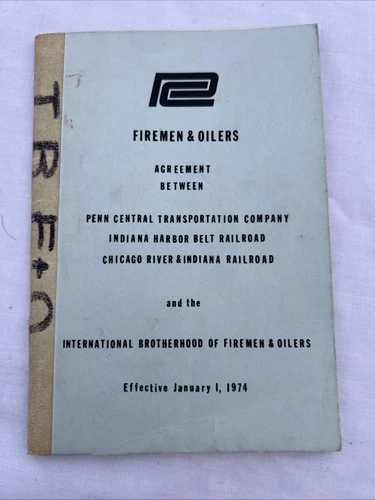 FIREMEN & OILERS
AGREEMENT
BETWEEN
PENN CENTRAL TRANSPORTATION COMPANY
INDIANA HARBOR BELT RAILROAD
CHICAGO RIVER & INDIANA RAILROAD
and the
INTERNATIONAL BROTHERHOOD OF FIREMEN & OILERS
Effective January 1, 1974